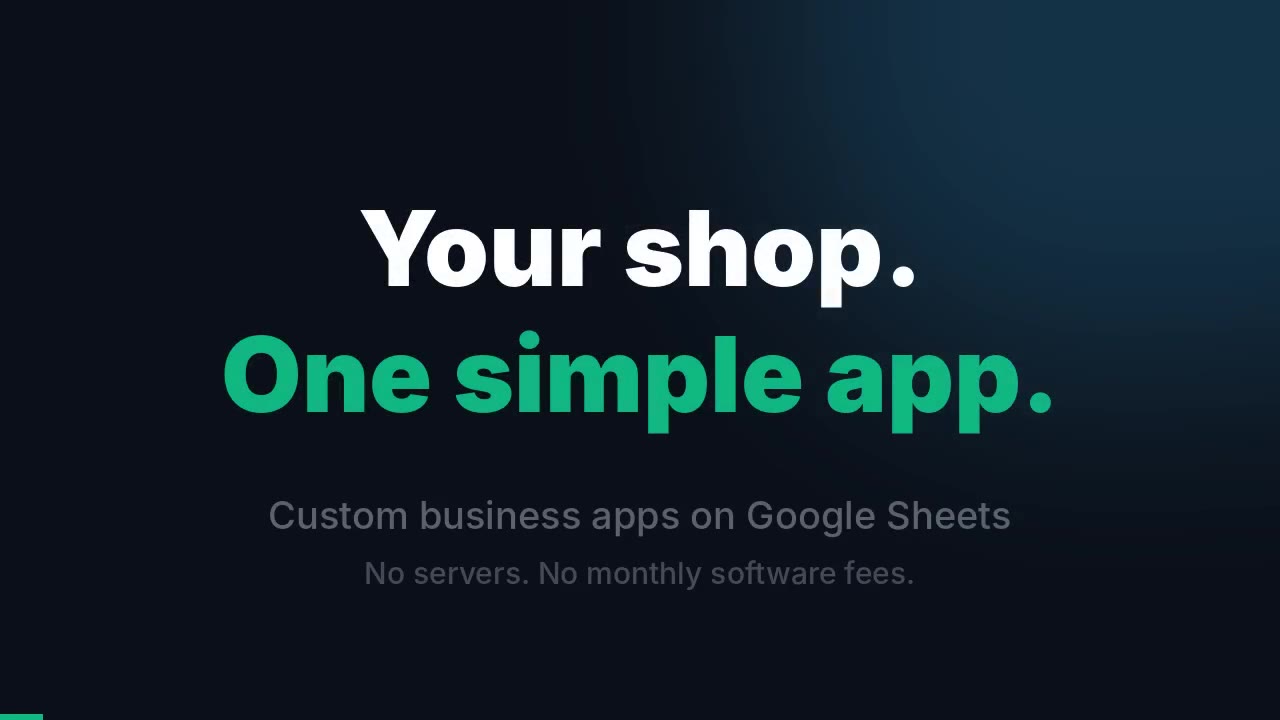 Your shop.
One simple app.
Custom business apps on Google Sheets
No servers. No monthly software fees.